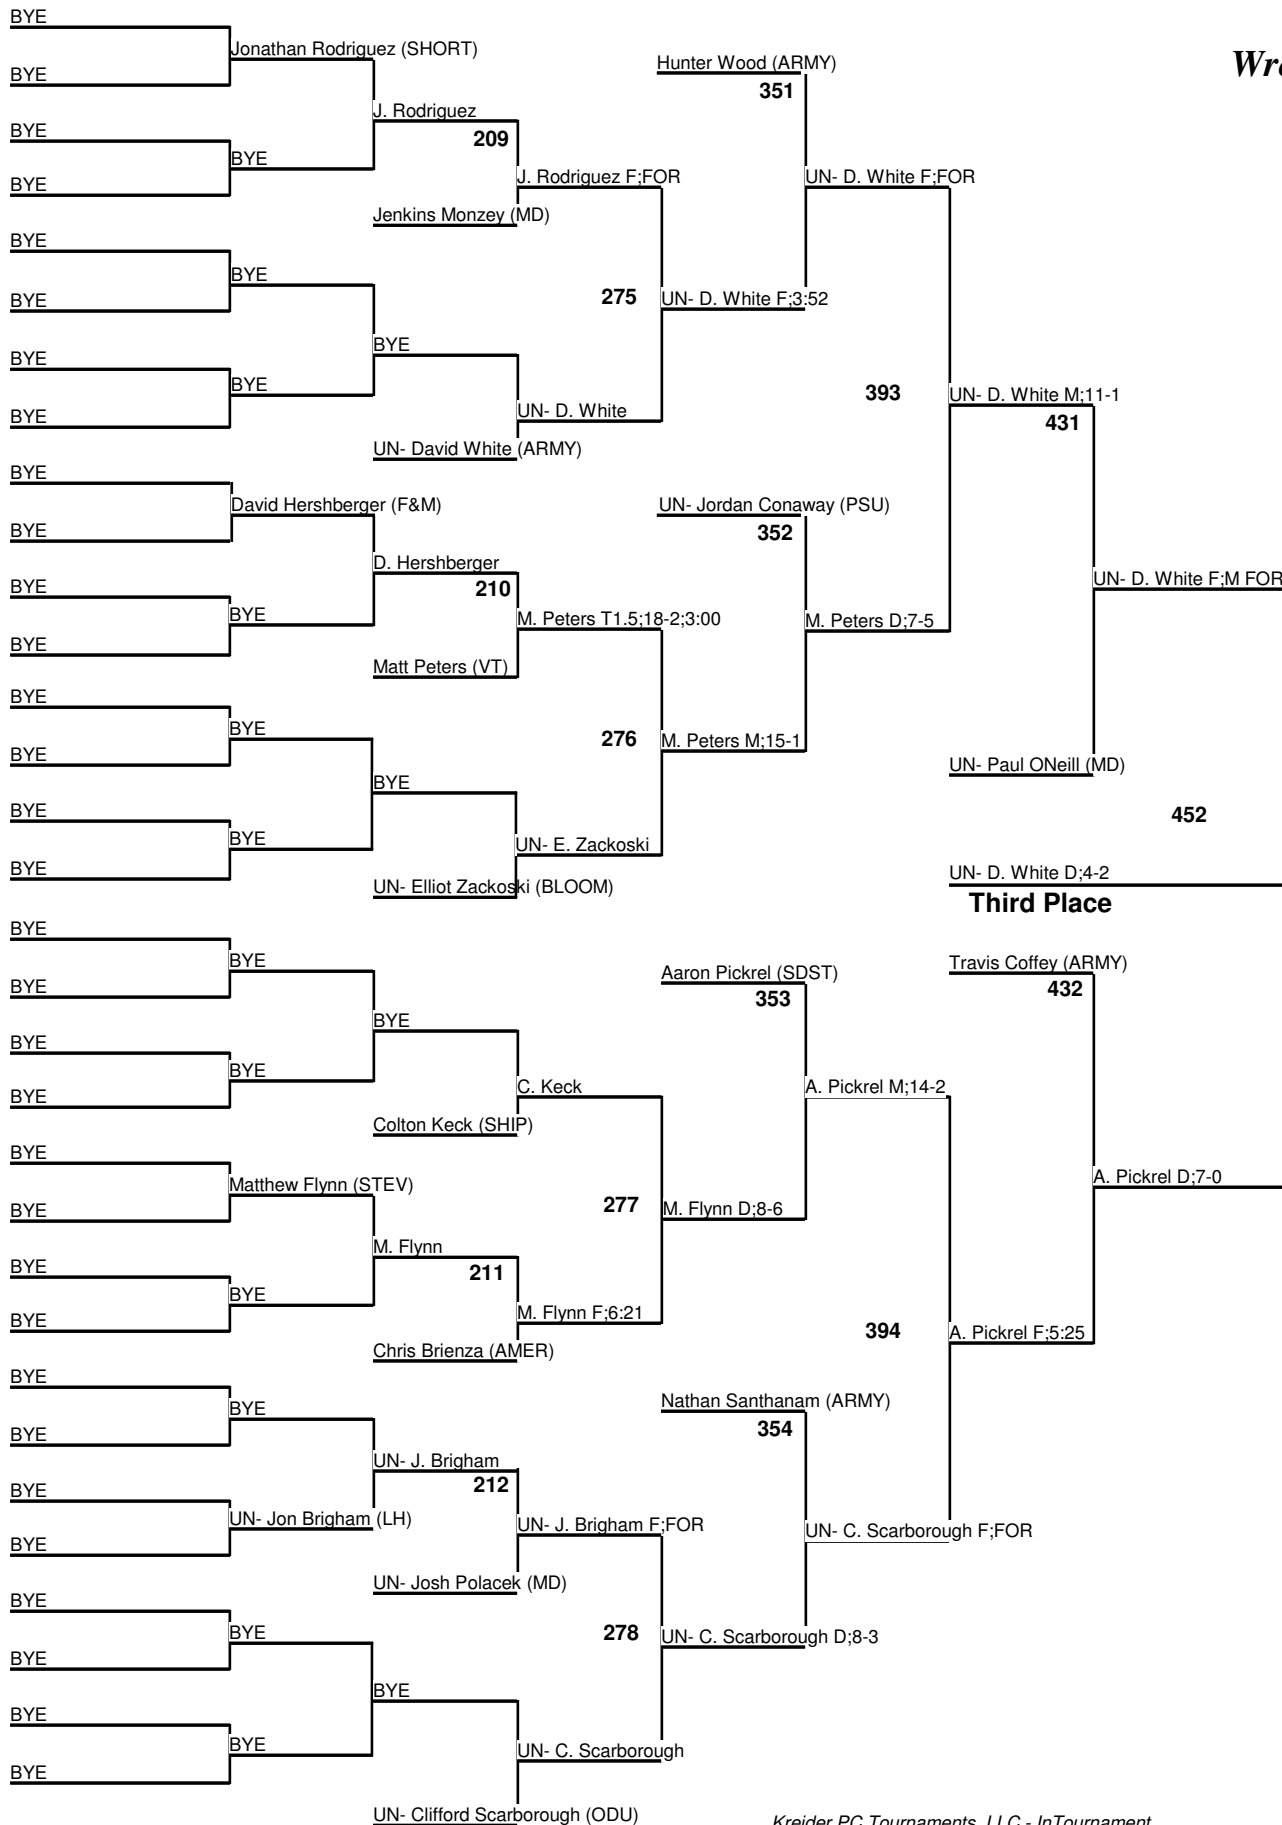 BYE
Jonathan Rodriguez (SHORT)
Hunter Wood (ARMY)
BYE
351
J. Rodriguez
BYE
209
BYE
J. Rodriguez F;FOR
UN- D. White F;FOR
BYE
Jenkins Monzey (MD)
BYE
BYE
BYE
275
UN- D. White F;3:52
BYE
BYE
BYE
393
UN- D. White M;11-1
BYE
UN- D. White
431
UN- David White (ARMY)
BYE
David Hershberger (F&M)
UN- Jordan Conaway (PSU)
BYE
352
D. Hershberger
BYE
210
UN- D. White F;M FOR
BYE
M. Peters T1.5;18-2;3:00
M. Peters D;7-5
BYE
Matt Peters (VT)
BYE
BYE
276
M. Peters M;15-1
BYE
UN- Paul ONeill (MD)
BYE
BYE
452
BYE
UN- E. Zackoski
BYE
UN- Elliot Zackoski (BLOOM)
UN- D. White D;4-2
Third Place
BYE
BYE
Aaron Pickrel (SDST)
Travis Coffey (ARMY)
BYE
353
432
BYE
BYE
BYE
C. Keck
A. Pickrel M;14-2
BYE
Colton Keck (SHIP)
BYE
Matthew Flynn (STEV)
A. Pickrel D;7-0
BYE
277
M. Flynn D;8-6
M. Flynn
BYE
211
BYE
M. Flynn F;6:21
BYE
394
A. Pickrel F;5:25
Chris Brienza (AMER)
BYE
BYE
Nathan Santhanam (ARMY)
BYE
354
UN- J. Brigham
BYE
212
UN- Jon Brigham (LH)
UN- J. Brigham F;FOR
UN- C. Scarborough F;FOR
BYE
UN- Josh Polacek (MD)
BYE
BYE
278
UN- C. Scarborough D;8-3
BYE
BYE
BYE
BYE
UN- C. Scarborough
BYE
UN- Clifford Scarborough (ODU)
Kreider PC Tournaments, LLC - InTournament